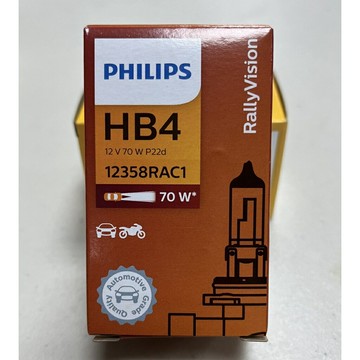 PHILIPS
HB4
12 V 70 W P22d
12358RAC1
70 W*
RallyVision
Automotive
Grade
Quality